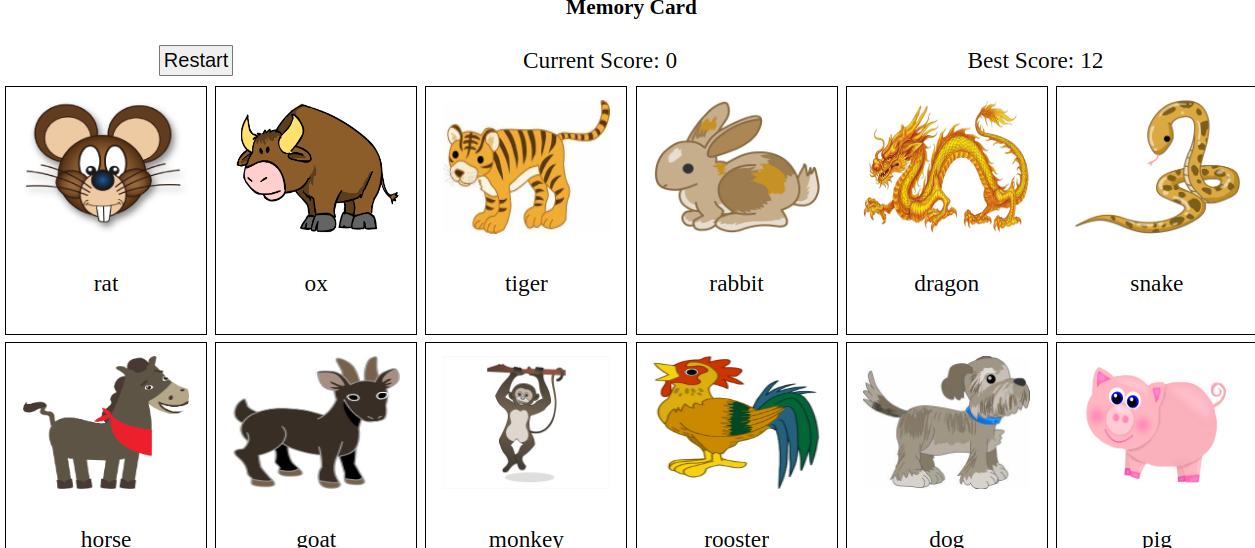 Memory Card
Restart Current Score: 0 Best Score: 12
rat ox tiger rabbit dragon snake
horse goat monkey rooster dog pig